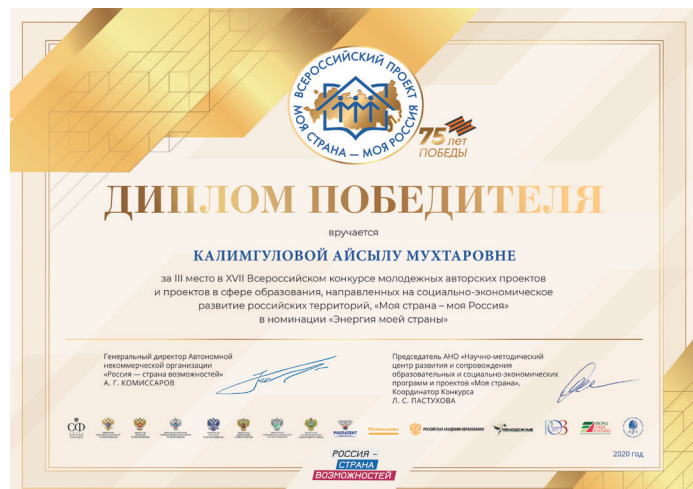 ВСЕРОССИЙСКИЙ ПРОЕКТ
МОЯ СТРАНА — МОЯ РОССИЯ
75 лет
ПОБЕДЫ
ДИПЛОМ ПОБЕДИТЕЛЯ
вручается
КАЛИМГУЛОВОЙ АЙСЫЛУ МУХТАРОВНЕ
за III место в XVII Всероссийском конкурсе молодежных авторских проектов
и проектов в сфере образования, направленных на социально-экономическое
развитие российских территорий, «Моя страна – моя Россия»
в номинации «Энергия моей страны»
Генеральный директор Автономной
некоммерческой организации
«Россия — страна возможностей»
А. Г. КОМИССАРОВ
Председатель АНО «Научно-методический
центр развития и сопровождения
образовательных и социально-экономических
программ и проектов «Моя страна»,
Координатор Конкурса
Л. С. ПАСТУХОВА
РОСПАТЕНТ
РОССИЙСКАЯ АКАДЕМИЯ ОБРАЗОВАНИЯ
РОССИЯ –
СТРАНА
ВОЗМОЖНОСТЕЙ
2020 год